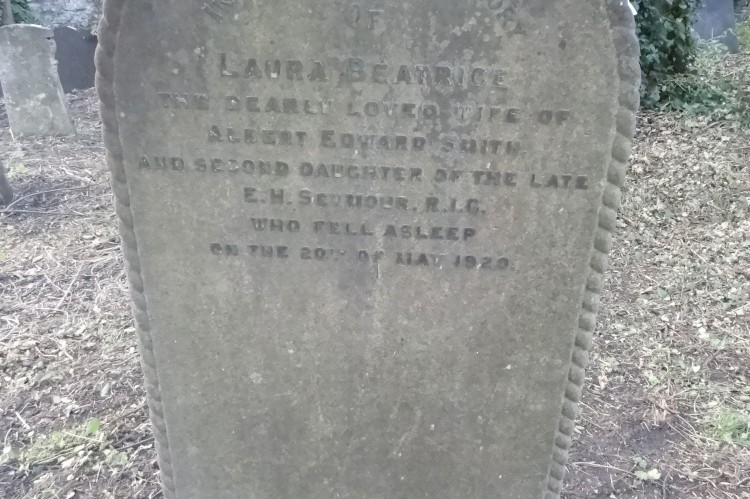 OF
LAURA BEATRICE
THE DEARLY LOVED WIFE OF
ALBERT EDWARD SMITH
AND SECOND DAUGHTER OF THE LATE
E.H. SEYMOUR, R.I.C.
WHO FELL ASLEEP
ON THE 20TH OF MAY 1920.